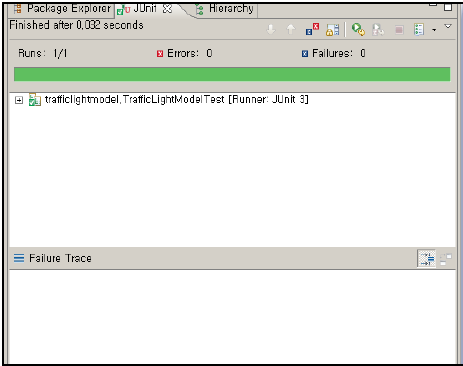 Package Explorer JUnit Hierarchy
Finished after 0,092 seconds
Runs: 1/1 Errors: 0 Failures: 0
trafficlightmodel,TrafficLightModelTest [Runner: JUnit 3]
Failure Trace